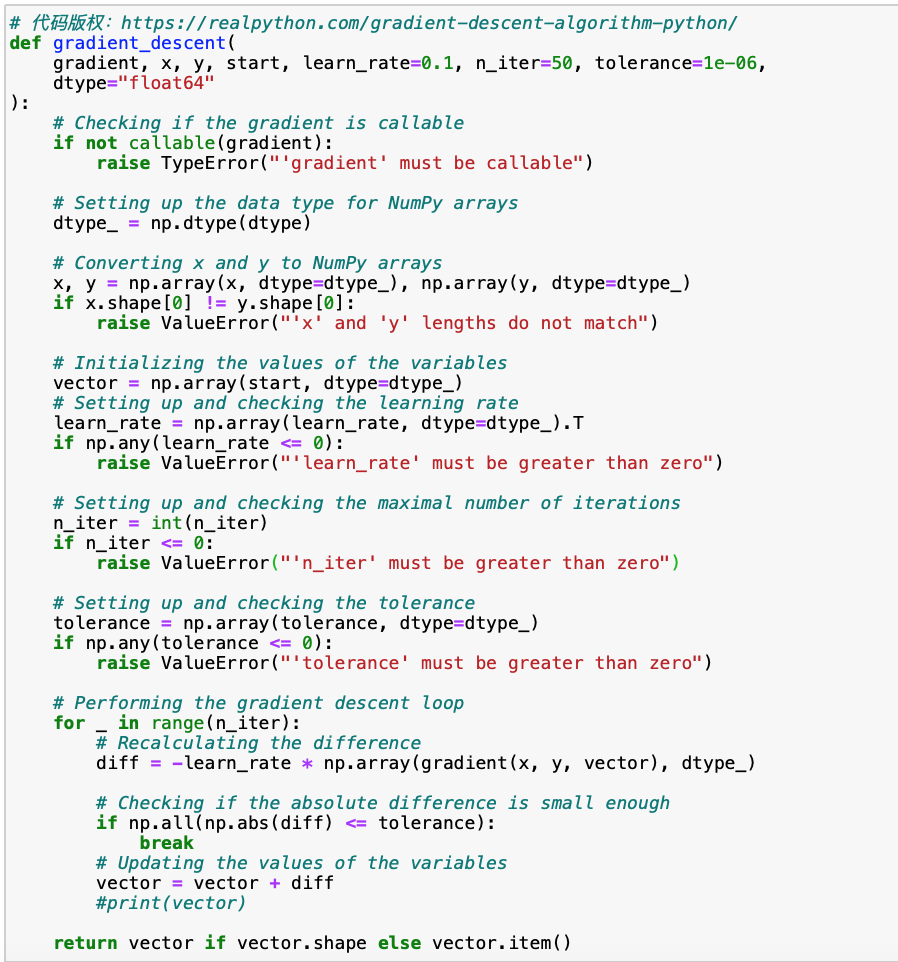 # 代码版权：https://realpython.com/gradient-descent-algorithm-python/
def gradient_descent(
    gradient, x, y, start, learn_rate=0.1, n_iter=50, tolerance=1e-06,
    dtype="float64"
):
    # Checking if the gradient is callable
    if not callable(gradient):
        raise TypeError("'gradient' must be callable")

    # Setting up the data type for NumPy arrays
    dtype_ = np.dtype(dtype)

    # Converting x and y to NumPy arrays
    x, y = np.array(x, dtype=dtype_), np.array(y, dtype=dtype_)
    if x.shape[0] != y.shape[0]:
        raise ValueError("'x' and 'y' lengths do not match")

    # Initializing the values of the variables
    vector = np.array(start, dtype=dtype_)
    # Setting up and checking the learning rate
    learn_rate = np.array(learn_rate, dtype=dtype_).T
    if np.any(learn_rate <= 0):
        raise ValueError("'learn_rate' must be greater than zero")

    # Setting up and checking the maximal number of iterations
    n_iter = int(n_iter)
    if n_iter <= 0:
        raise ValueError("'n_iter' must be greater than zero")

    # Setting up and checking the tolerance
    tolerance = np.array(tolerance, dtype=dtype_)
    if np.any(tolerance <= 0):
        raise ValueError("'tolerance' must be greater than zero")

    # Performing the gradient descent loop
    for _ in range(n_iter):
        # Recalculating the difference
        diff = -learn_rate * np.array(gradient(x, y, vector), dtype_)

        # Checking if the absolute difference is small enough
        if np.all(np.abs(diff) <= tolerance):
            break
        # Updating the values of the variables
        vector = vector + diff
        #print(vector)

    return vector if vector.shape else vector.item()